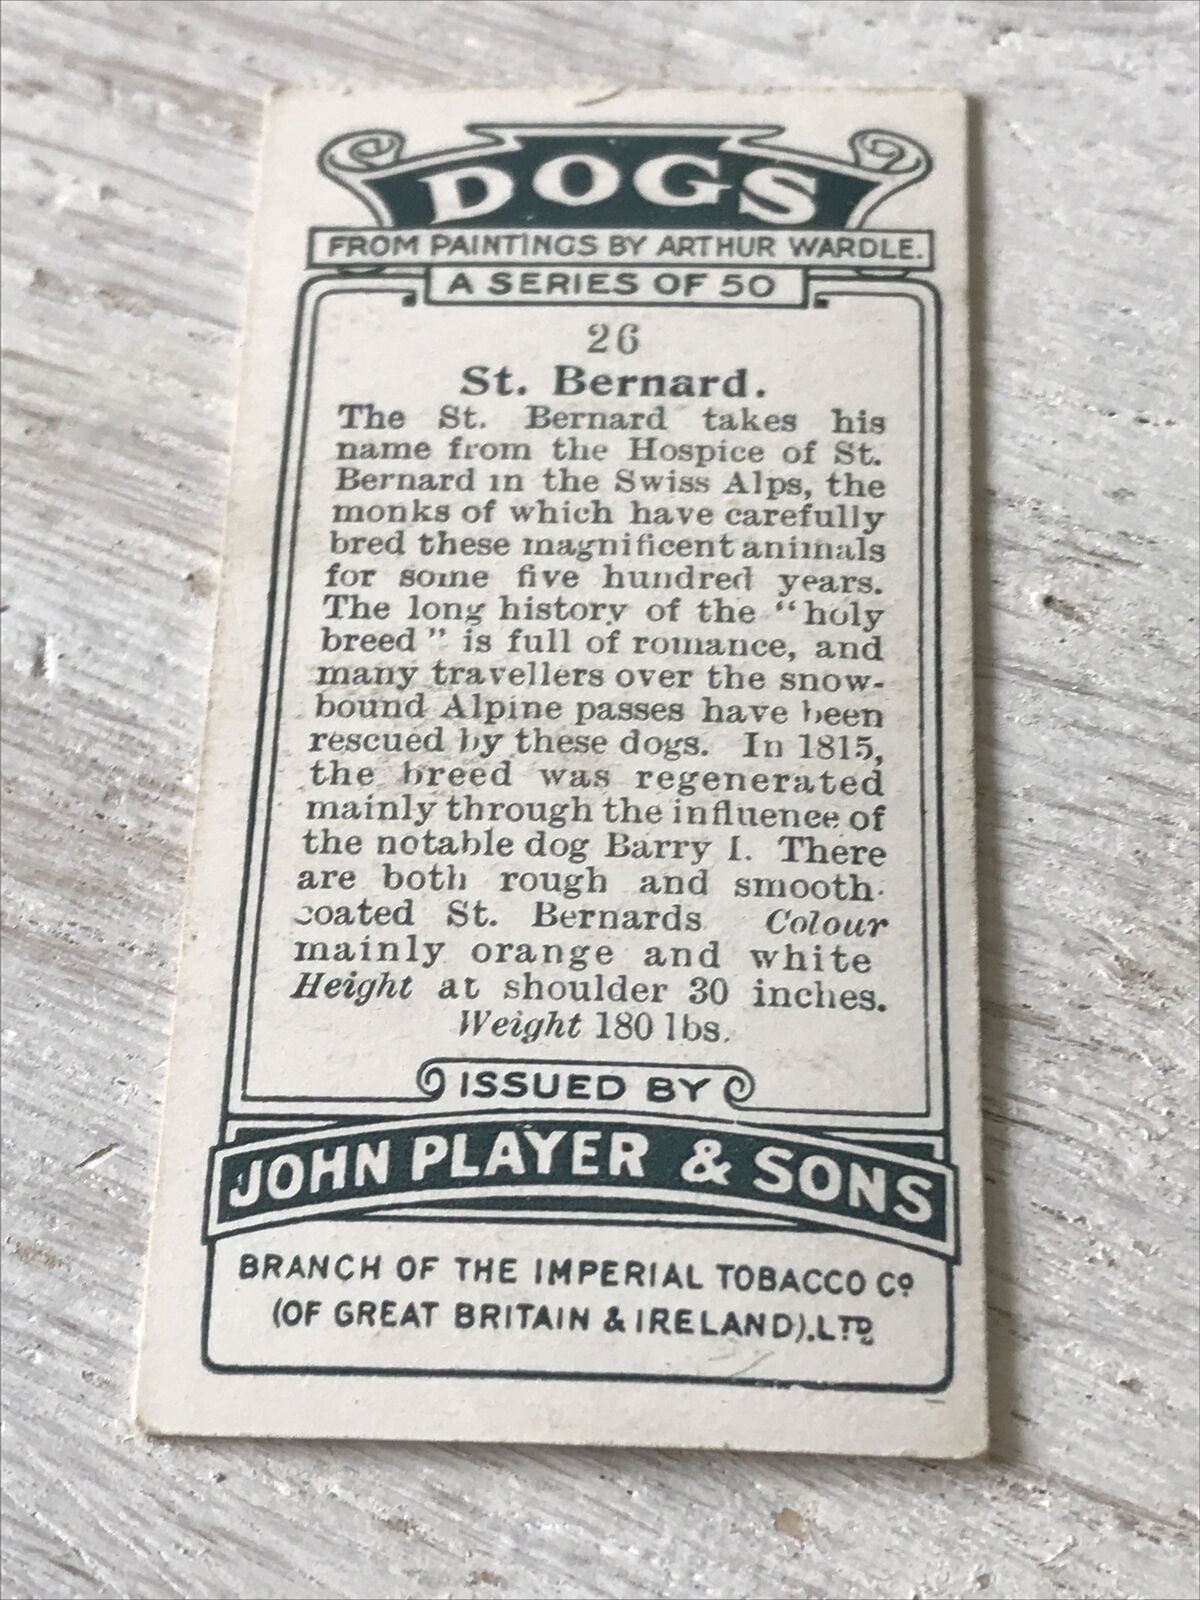 DOGS
FROM PAINTINGS BY ARTHUR WARDLE.
A SERIES OF 50
26
St. Bernard.
The St. Bernard takes his
name from the Hospice of St.
Bernard in the Swiss Alps, the
monks of which have carefully
bred these magnificent animals
for some five hundred years.
The long history of the “holy
breed” is full of romance, and
many travellers over the snow-
bound Alpine passes have been
rescued by these dogs. In 1815,
the breed was regenerated
mainly through the influence of
the notable dog Barry I. There
are both rough and smooth-
coated St. Bernards Colour
mainly orange and white
Height at shoulder 30 inches.
Weight 180 lbs.
ISSUED BY
JOHN PLAYER & SONS
BRANCH OF THE IMPERIAL TOBACCO Co
(OF GREAT BRITAIN & IRELAND), LTD